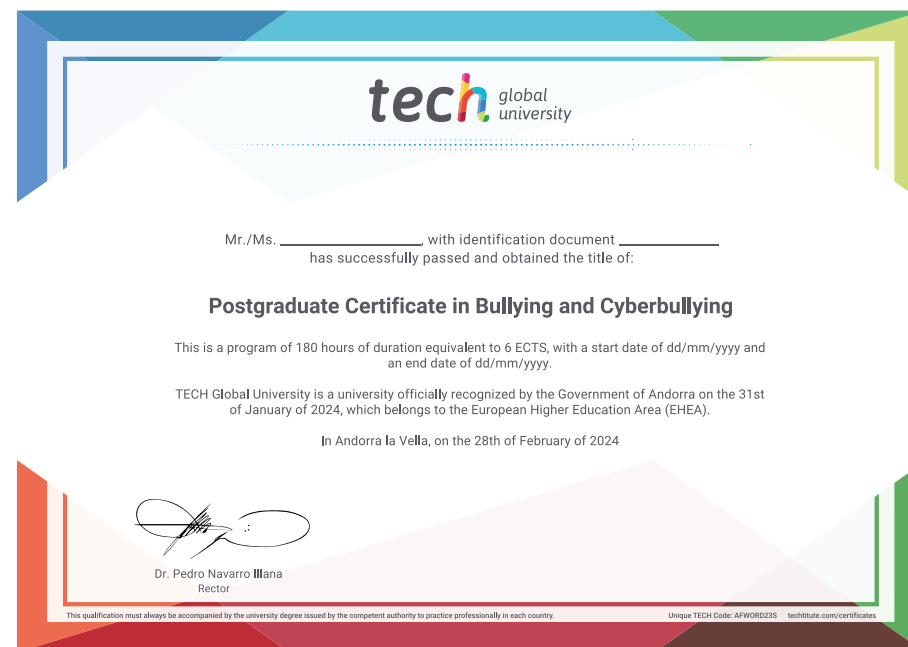 tech global
university
Mr./Ms. ____________, with identification document ____________
has successfully passed and obtained the title of:
Postgraduate Certificate in Bullying and Cyberbullying
This is a program of 180 hours of duration equivalent to 6 ECTS, with a start date of dd/mm/yyyy and
an end date of dd/mm/yyyy.
TECH Global University is a university officially recognized by the Government of Andorra on the 31st
of January of 2024, which belongs to the European Higher Education Area (EHEA).
In Andorra la Vella, on the 28th of February of 2024
Dr. Pedro Navarro Illana
Rector
This qualification must always be accompanied by the university degree issued by the competent authority to practice professionally in each country.
Unique TECH Code: AFWORD23S techtitute.com/certificates